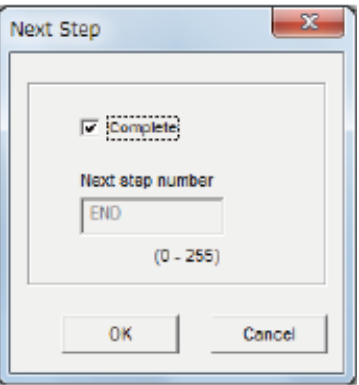 Next Step
Complete
Next step number
END
(0 - 255)
OK
Cancel